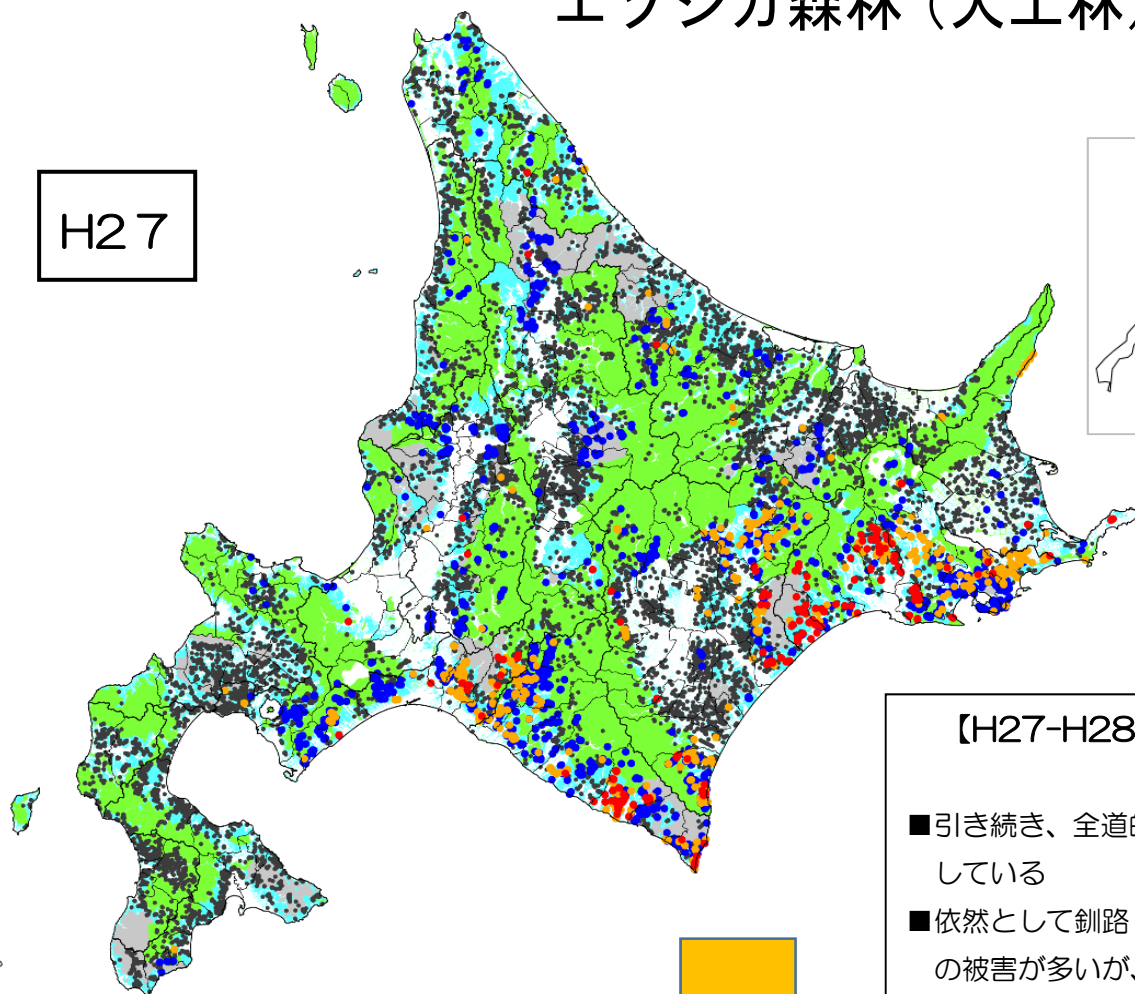 エゾシカ森林（人工林）
H27
【H27-H28
■引き続き、全道的
している
■依然として釧路
の被害が多いが、